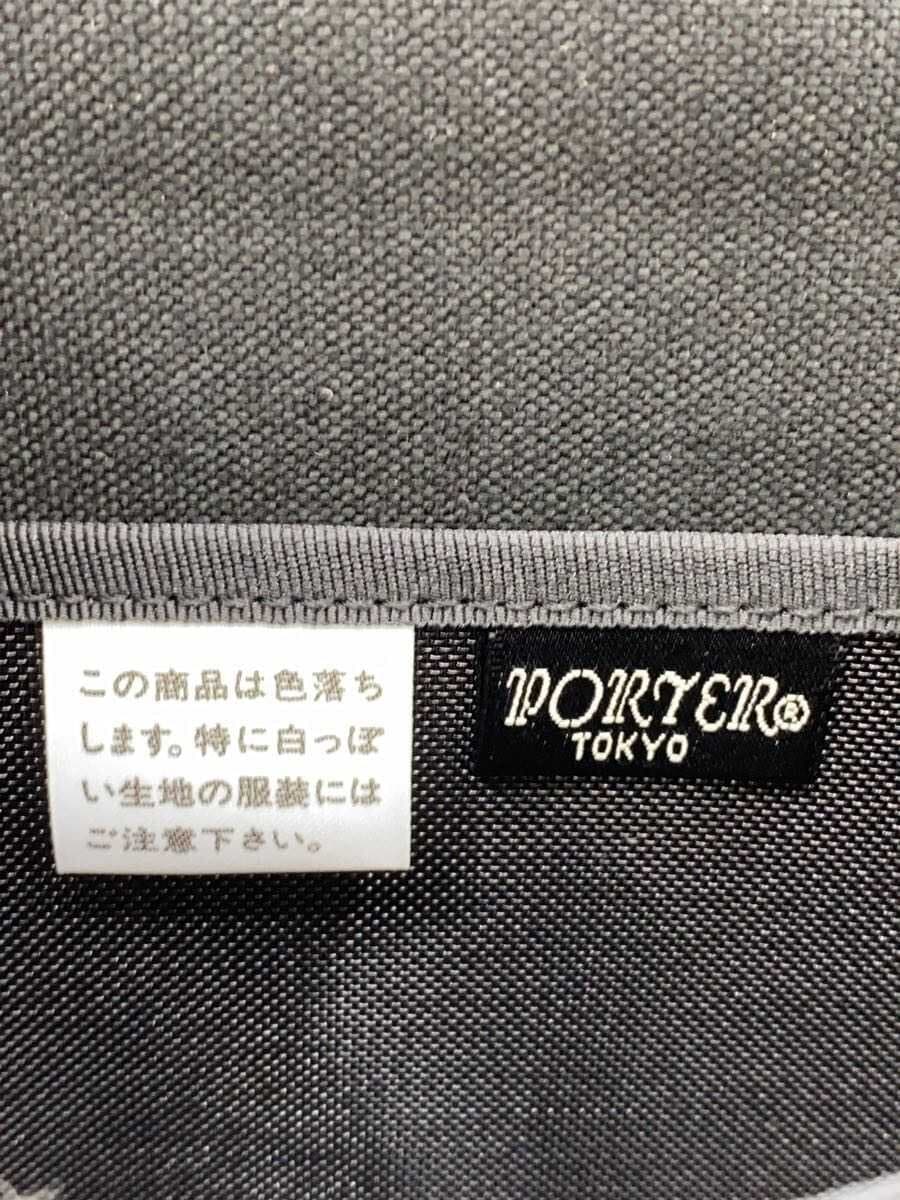 この商品は色落ち
します。特に白っぽ
い生地の服装には
ご注意下さい。
PORTER®
TOKYO